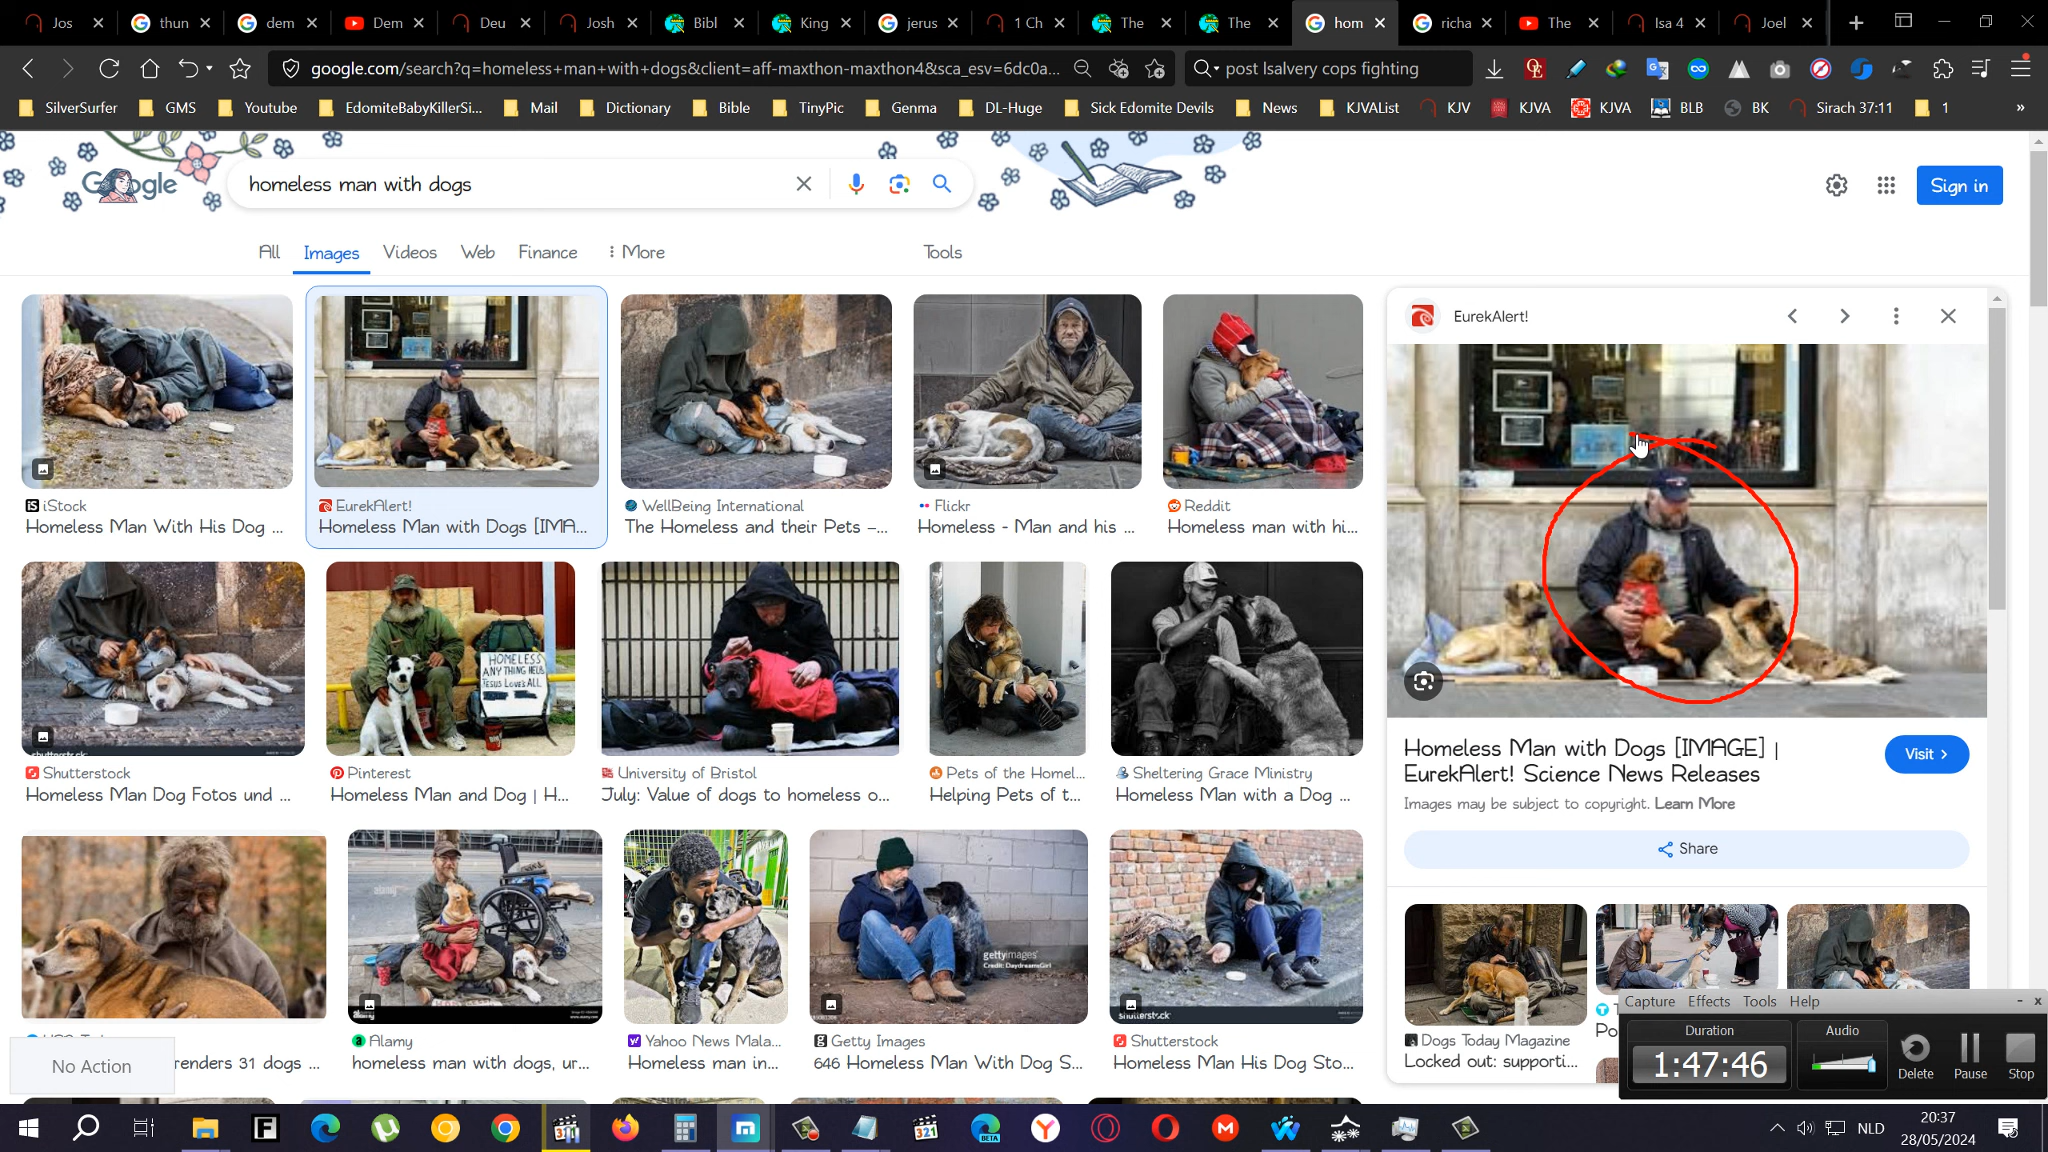 Jos
thun
dem
Dem
Deu
Josh
Bibl
King
jerus
1 Ch
The
The
hom
richa
The
Isa 4
Joel
google.com/search?q=homeless+man+with+dogs&client=aff-maxthon-maxthon4&sca_esv=6dc0a...
post lsalvery cops fighting
SilverSurfer
GMS
Youtube
EdomiteBabyKillerSi...
Mail
Dictionary
Bible
TinyPic
Genma
DL-Huge
Sick Edomite Devils
News
KJVAList
KJV
KJVA
KJVA
BLB
BK
Sirach 37:11
1
»
homeless man with dogs
Sign in
All Images Videos Web Finance More Tools
iStock
Homeless Man With His Dog ...
EurekAlert!
Homeless Man with Dogs [IMA...
WellBeing International
The Homeless and their Pets –...
Flickr
Homeless - Man and his ...
Reddit
Homeless man with hi...
HOMELESS
ANY THING HELP
JESUS LOVES ALL
Shutterstock
Homeless Man Dog Fotos und ...
Pinterest
Homeless Man and Dog | H...
University of Bristol
July: Value of dogs to homeless o...
Pets of the Homel...
Helping Pets of t...
Sheltering Grace Ministry
Homeless Man with a Dog ...
gettyimages
Credit: DaydreamsGirl
shutterstock
renders 31 dogs ...
Alamy
homeless man with dogs, ur...
Yahoo News Mala...
Homeless man in...
Getty Images
646 Homeless Man With Dog S...
Shutterstock
Homeless Man His Dog Sto...
No Action
EurekAlert!
Homeless Man with Dogs [IMAGE] |
EurekAlert! Science News Releases
Visit
Images may be subject to copyright. Learn More
Share
Dogs Today Magazine
Locked out: supporti...
Po
Capture Effects Tools Help
Duration
Audio
1:47:46
Delete
Pause
Stop
NLD
20:37
28/05/2024